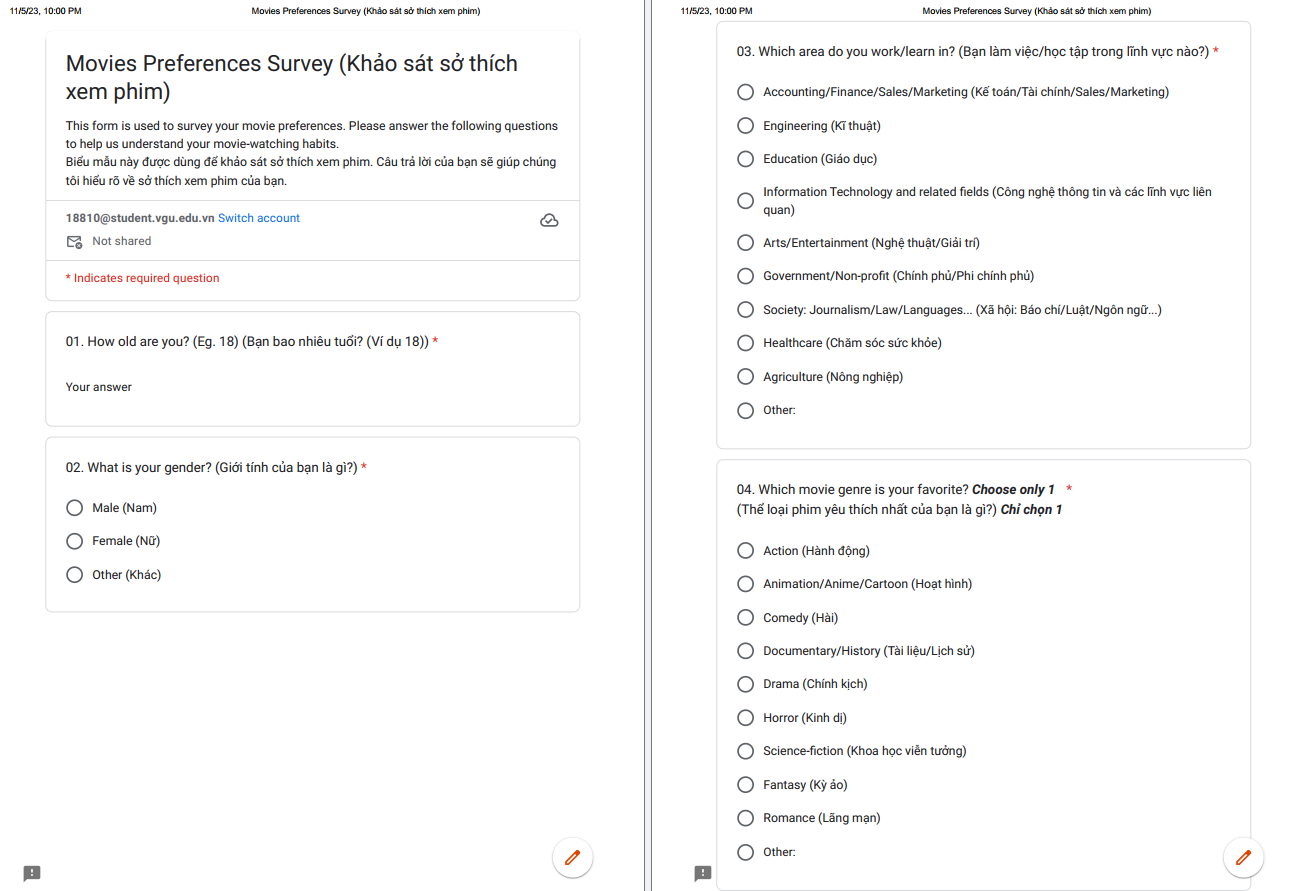 11/5/23, 10:00 PM
Movies Preferences Survey (Khảo sát sở thích xem phim)
Movies Preferences Survey (Khảo sát sở thích
xem phim)
This form is used to survey your movie preferences. Please answer the following questions
to help us understand your movie-watching habits.
Biểu mẫu này được dùng để khảo sát sở thích xem phim. Câu trả lời của bạn sẽ giúp chúng
tôi hiểu rõ về sở thích xem phim của bạn.
18810@student.vgu.edu.vn Switch account
Not shared
* Indicates required question
01. How old are you? (Eg. 18) (Bạn bao nhiêu tuổi? (Ví dụ 18)) *
Your answer
02. What is your gender? (Giới tính của bạn là gì?) *
Male (Nam)
Female (Nữ)
Other (Khác)
11/5/23, 10:00 PM
Movies Preferences Survey (Khảo sát sở thích xem phim)
03. Which area do you work/learn in? (Bạn làm việc/học tập trong lĩnh vực nào?) *
Accounting/Finance/Sales/Marketing (Kế toán/Tài chính/Sales/Marketing)
Engineering (Kĩ thuật)
Education (Giáo dục)
Information Technology and related fields (Công nghệ thông tin và các lĩnh vực liên
quan)
Arts/Entertainment (Nghệ thuật/Giải trí)
Government/Non-profit (Chính phủ/Phi chính phủ)
Society: Journalism/Law/Languages... (Xã hội: Báo chí/Luật/Ngôn ngữ...)
Healthcare (Chăm sóc sức khỏe)
Agriculture (Nông nghiệp)
Other:
04. Which movie genre is your favorite? Choose only 1 *
(Thể loại phim yêu thích nhất của bạn là gì?) Chỉ chọn 1
Action (Hành động)
Animation/Anime/Cartoon (Hoạt hình)
Comedy (Hài)
Documentary/History (Tài liệu/Lịch sử)
Drama (Chính kịch)
Horror (Kinh dị)
Science-fiction (Khoa học viễn tưởng)
Fantasy (Kỳ ảo)
Romance (Lãng mạn)
Other: